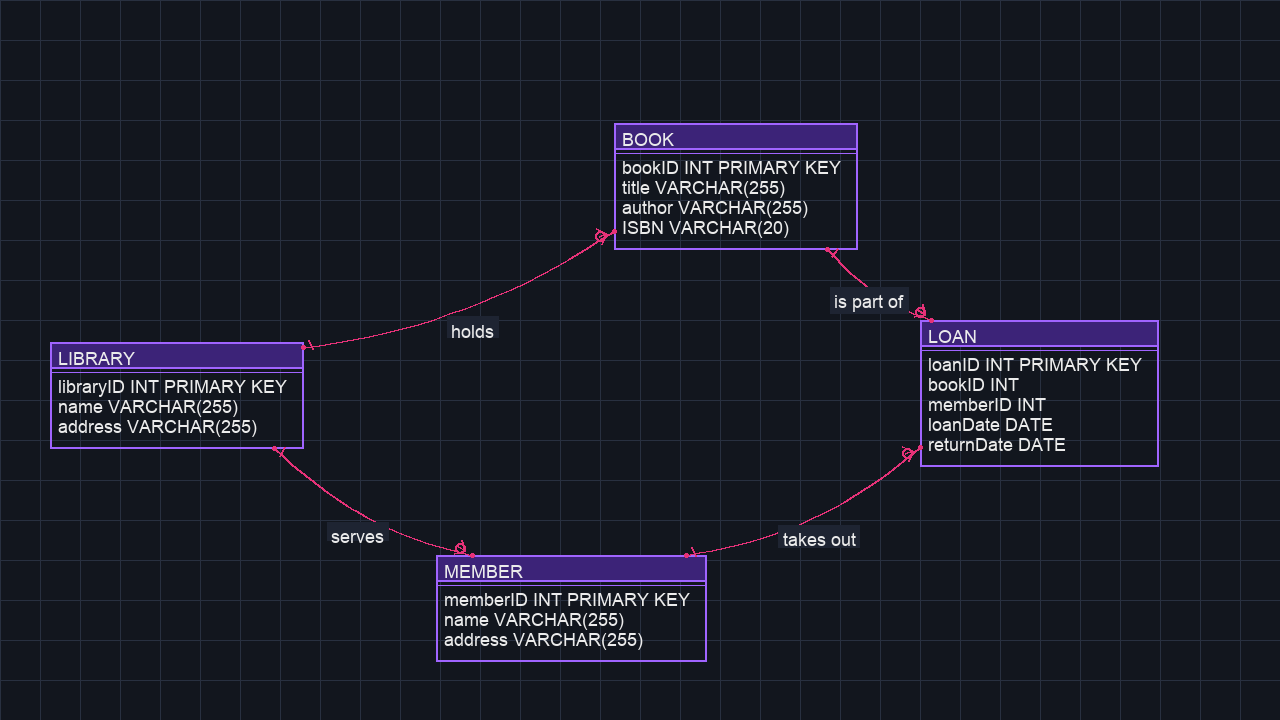 BOOK
bookID INT PRIMARY KEY
title VARCHAR(255)
author VARCHAR(255)
ISBN VARCHAR(20)
is part of
holds
LOAN
loanID INT PRIMARY KEY
bookID INT
memberID INT
loanDate DATE
returnDate DATE
LIBRARY
libraryID INT PRIMARY KEY
name VARCHAR(255)
address VARCHAR(255)
serves
takes out
MEMBER
memberID INT PRIMARY KEY
name VARCHAR(255)
address VARCHAR(255)